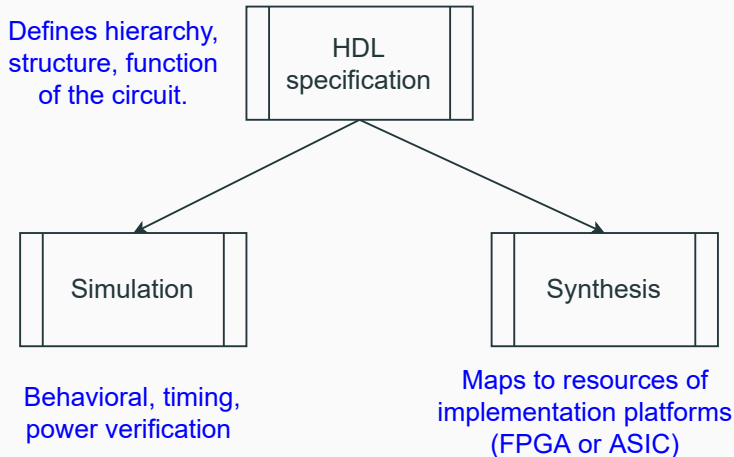 Defines hierarchy,
structure, function
of the circuit.
HDL
specification
Simulation
Synthesis
Behavioral, timing,
power verification
Maps to resources of
implementation platforms
(FPGA or ASIC)